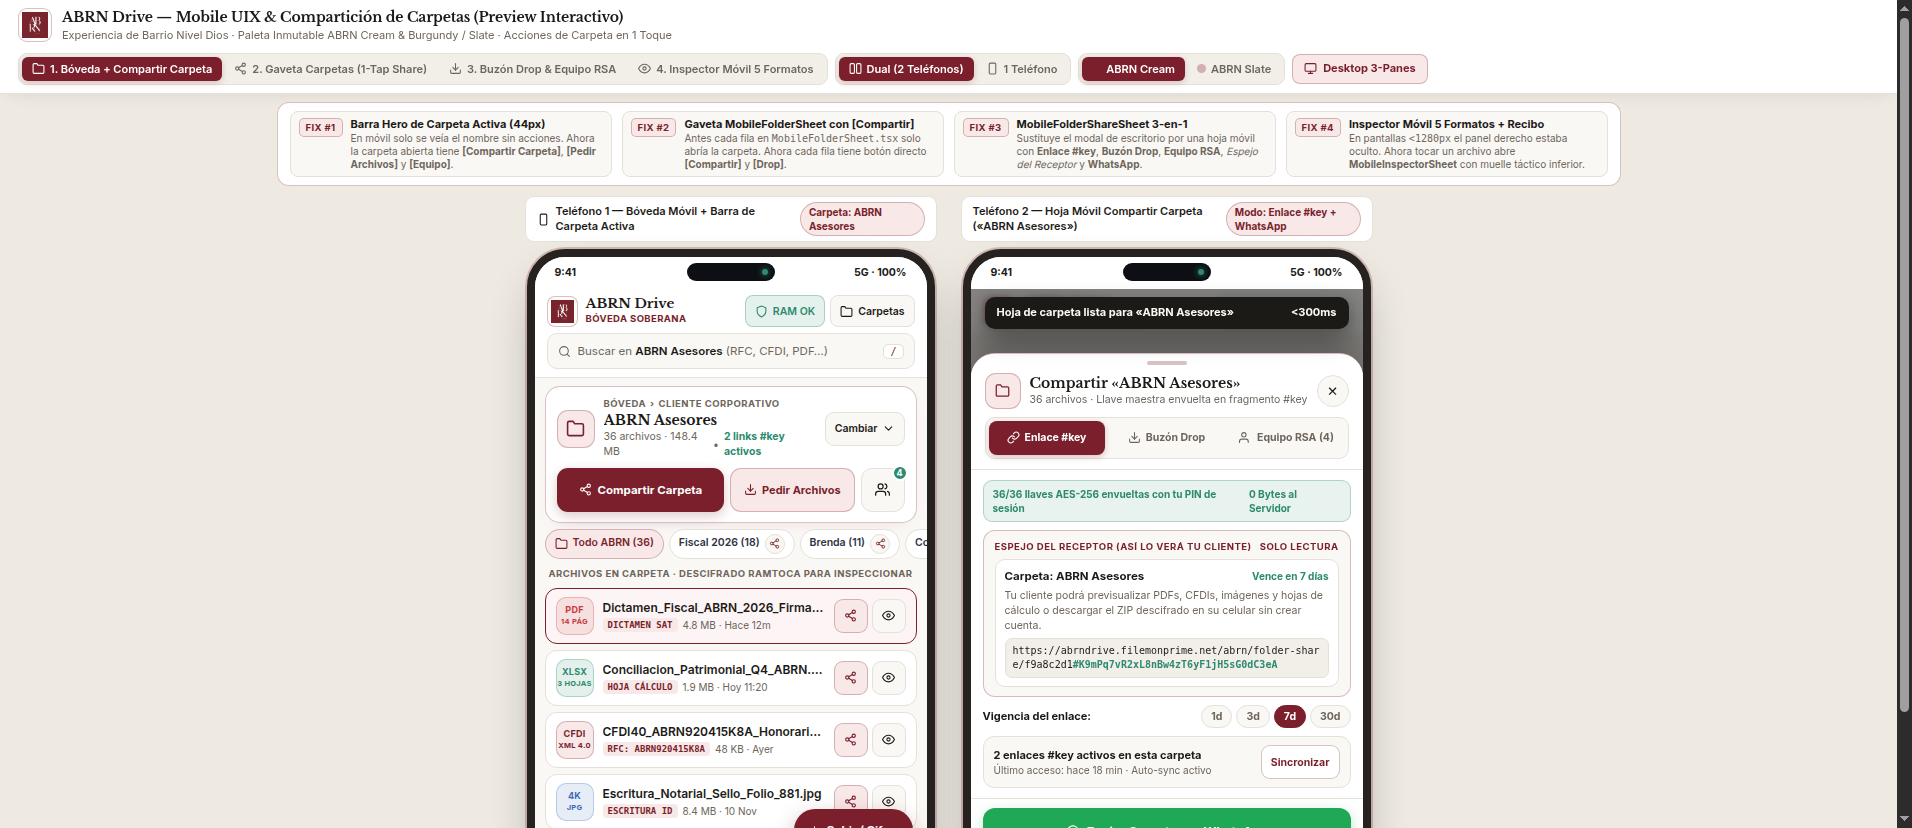 ABRN Drive — Mobile UIX & Compartición de Carpetas (Preview Interactivo)
Experiencia de Barrio Nivel Dios · Paleta Inmutable ABRN Cream & Burgundy / Slate · Acciones de Carpeta en 1 Toque
1. Bóveda + Compartir Carpeta
2. Gaveta Carpetas (1-Tap Share)
3. Buzón Drop & Equipo RSA
4. Inspector Móvil 5 Formatos
Dual (2 Teléfonos)
1 Teléfono
ABRN Cream
ABRN Slate
Desktop 3-Panes
FIX #1
Barra Hero de Carpeta Activa (44px)
En móvil solo se veía el nombre sin acciones. Ahora
la carpeta abierta tiene [Compartir Carpeta], [Pedir
Archivos] y [Equipo].
FIX #2
Gaveta MobileFolderSheet con [Compartir]
Antes cada fila en MobileFolderSheet.tsx solo
abría la carpeta. Ahora cada fila tiene botón directo
[Compartir] y [Drop].
FIX #3
MobileFolderShareSheet 3-en-1
Sustituye el modal de escritorio por una hoja móvil
con Enlace #key, Buzón Drop, Equipo RSA, Espejo
del Receptor y WhatsApp.
FIX #4
Inspector Móvil 5 Formatos + Recibo
En pantallas <1280px el panel derecho estaba
oculto. Ahora tocar un archivo abre
MobileInspectorSheet con muelle táctico inferior.
Teléfono 1 — Bóveda Móvil + Barra de
Carpeta Activa
Carpeta: ABRN
Asesores
9:41
5G · 100%
ABRN Drive
BÓVEDA SOBERANA
RAM OK
Carpetas
Buscar en ABRN Asesores (RFC, CFDI, PDF...)
/
BÓVEDA › CLIENTE CORPORATIVO
ABRN Asesores
36 archivos · 148.4
MB
•
2 links #key
activos
Cambiar
Compartir Carpeta
Pedir Archivos
4
Todo ABRN (36)
Fiscal 2026 (18)
Brenda (11)
Co
ARCHIVOS EN CARPETA · DESCIFRADO RAMTOCA PARA INSPECCIONAR
PDF
14 PÁG
Dictamen_Fiscal_ABRN_2026_Firma...
DICTAMEN SAT
4.8 MB · Hace 12m
XLSX
3 HOJAS
Conciliacion_Patrimonial_Q4_ABRN....
HOJA CÁLCULO
1.9 MB · Hoy 11:20
CFDI
XML 4.0
CFDI40_ABRN920415K8A_Honorari...
RFC: ABRN920415K8A
48 KB · Ayer
4K
JPG
Escritura_Notarial_Sello_Folio_881.jpg
ESCRITURA ID
8.4 MB · 10 Nov
Teléfono 2 — Hoja Móvil Compartir Carpeta
(«ABRN Asesores»)
Modo: Enlace #key +
WhatsApp
9:41
5G · 100%
Hoja de carpeta lista para «ABRN Asesores»
<300ms
Compartir «ABRN Asesores»
36 archivos · Llave maestra envuelta en fragmento #key
Enlace #key
Buzón Drop
Equipo RSA (4)
36/36 llaves AES-256 envueltas con tu PIN de
sesión
0 Bytes al
Servidor
ESPEJO DEL RECEPTOR (ASÍ LO VERÁ TU CLIENTE)
SOLO LECTURA
Carpeta: ABRN Asesores
Vence en 7 días
Tu cliente podrá previsualizar PDFs, CFDIs, imágenes y hojas de
cálculo o descargar el ZIP descifrado en su celular sin crear
cuenta.
https://abrndrive.filemonprime.net/abrn/folder-shar
e/f9a8c2d1#K9mPq7vR2xL8nBw4zT6yF1jH5sG0dC3eA
Vigencia del enlace:
1d
3d
7d
30d
2 enlaces #key activos en esta carpeta
Último acceso: hace 18 min · Auto-sync activo
Sincronizar